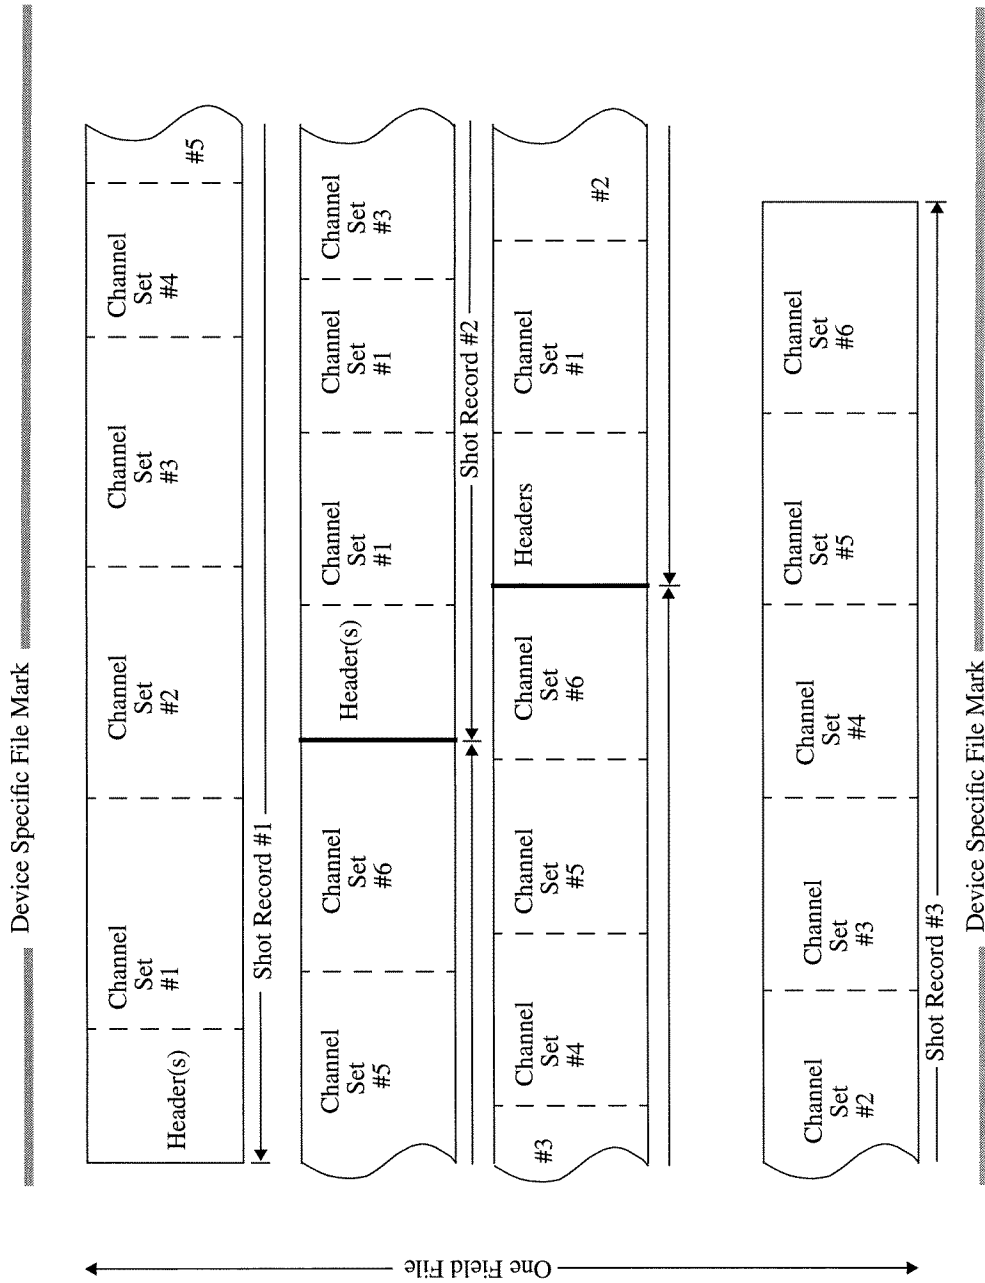 Device Specific File Mark
Header(s)
Channel
Set
#1
Channel
Set
#2
Channel
Set
#3
Channel
Set
#4
#5
Shot Record #1
Channel
Set
#5
Channel
Set
#6
Header(s)
Channel
Set
#1
Channel
Set
#1
Channel
Set
#3
Shot Record #2
#3
Channel
Set
#4
Channel
Set
#5
Channel
Set
#6
Headers
Channel
Set
#1
#2
Channel
Set
#2
Channel
Set
#3
Channel
Set
#4
Channel
Set
#5
Channel
Set
#6
Shot Record #3
Device Specific File Mark
One Field File